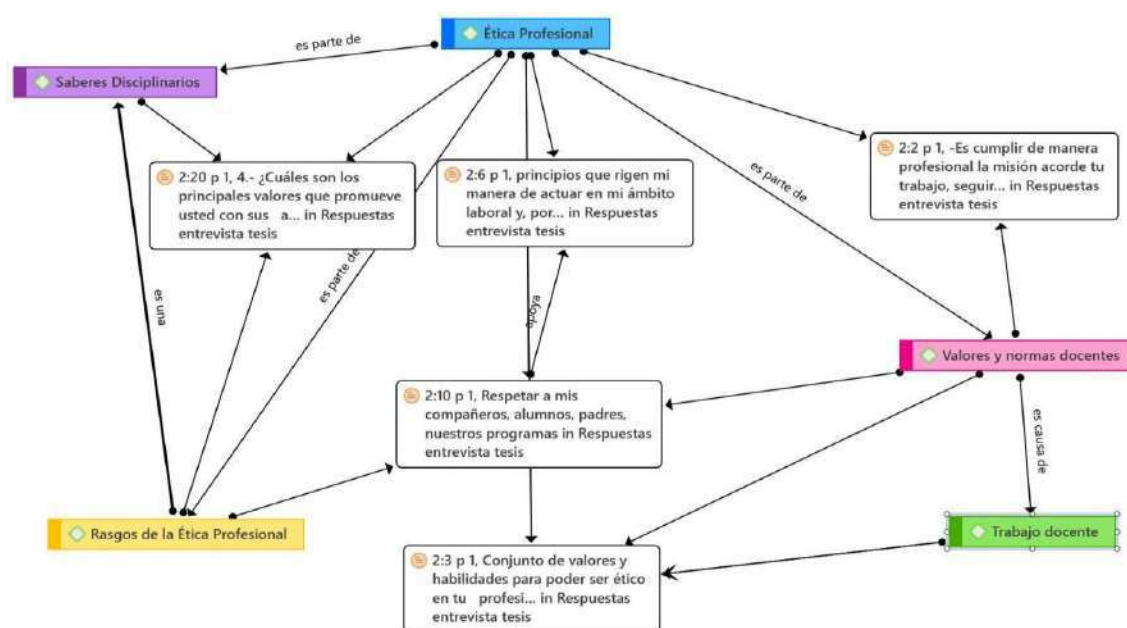 Ética Profesional
es parte de
Saberes Disciplinarios
2:20 p 1, 4.- ¿Cuáles son los
principales valores que promueve
usted con sus a... in Respuestas
entrevista tesis
2:6 p 1, principios que rigen mi
manera de actuar en mi ámbito
laboral y, por... in Respuestas
entrevista tesis
2:2 p 1, -Es cumplir de manera
profesional la misión acorde tu
trabajo, seguir... in Respuestas
entrevista tesis
es parte de
es parte de
es una
apoya
Valores y normas docentes
2:10 p 1, Respetar a mis
compañeros, alumnos, padres,
nuestros programas in Respuestas
entrevista tesis
es causa de
Rasgos de la Ética Profesional
Trabajo docente
2:3 p 1, Conjunto de valores y
habilidades para poder ser ético
en tu profesi... in Respuestas
entrevista tesis